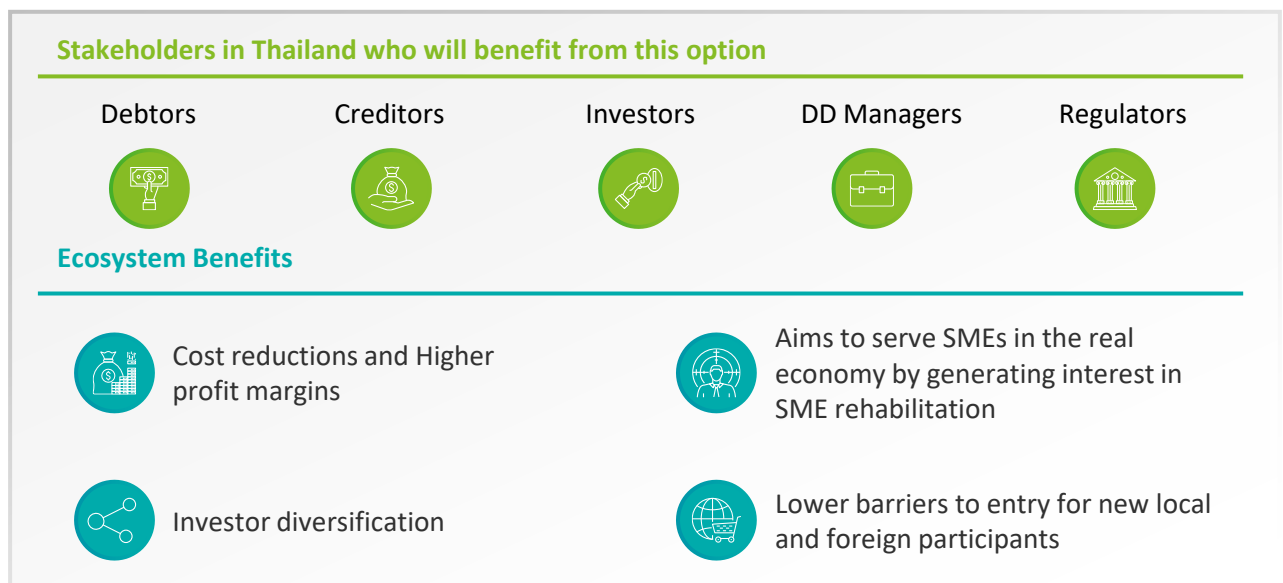 Stakeholders in Thailand who will benefit from this option
Debtors
Creditors
Investors
DD Managers
Regulators
Ecosystem Benefits
Cost reductions and Higher
profit margins
Aims to serve SMEs in the real
economy by generating interest in
SME rehabilitation
Investor diversification
Lower barriers to entry for new local
and foreign participants